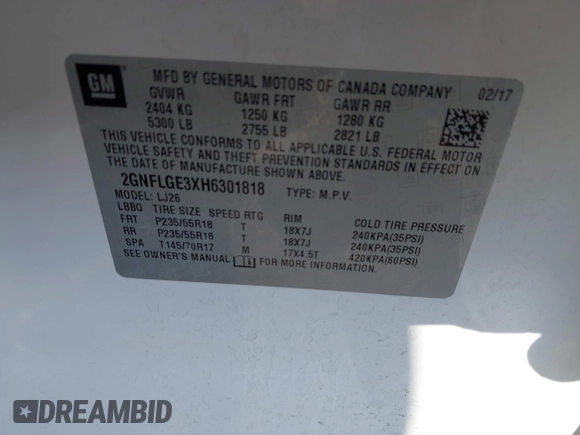 GM
MFD BY GENERAL MOTORS OF CANADA COMPANY 02/17
GVWR GAWR FRT GAWR RR
2404 KG 1250 KG 1280 KG
5300 LB 2755 LB 2821 LB
THIS VEHICLE CONFORMS TO ALL APPLICABLE U.S. FEDERAL MOTOR
VEHICLE SAFETY AND THEFT PREVENTION STANDARDS IN EFFECT ON
THE DATE OF MANUFACTURE SHOWN ABOVE.
2GNFLGE3XH6301818 TYPE: M.P.V.
MODEL: LJ26
LBBO TIRE SIZE SPEED RTG RIM COLD TIRE PRESSURE
FRT P235/55R18 T 18X7J 240KPA(35PSI)
RR P235/55R18 T 18X7J 240KPA(35PSI)
SPA T145/70R17 M 17X4.5T 420KPA(60PSI)
SEE OWNER'S MANUAL FOR MORE INFORMATION.
DREAMBID